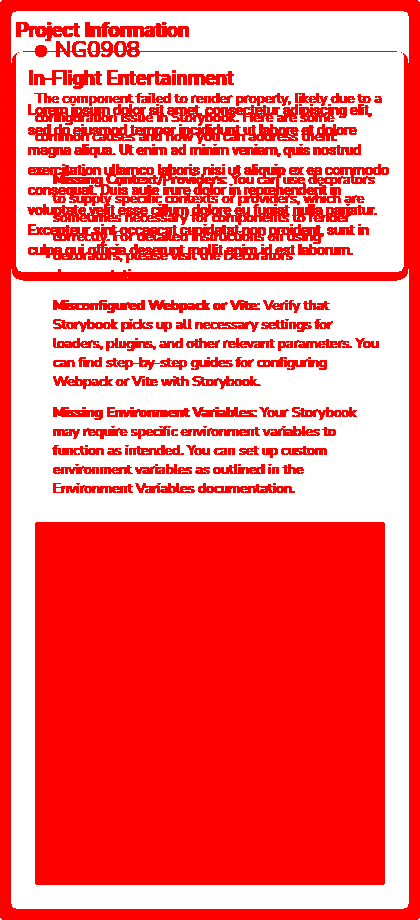 Project Information
NG0908
In-Flight Entertainment
The component failed to render properly, likely due to a
Lorem ipsum dolor sit amet, consectetur adipiscing elit,
configuration issue in Storybook. Here are some
sed do eiusmod tempor incididunt ut labore et dolore
common causes and how you can address them:
magna aliqua. Ut enim ad minim veniam, quis nostrud
exercitation ullamco laboris nisi ut aliquip ex ea commodo
Missing Context/Providers: You can use decorators
consequat. Duis aute irure dolor in reprehenderit in
to supply specific contexts or providers, which are
voluptate velit esse cillum dolore eu fugiat nulla pariatur.
sometimes necessary for components to render
Excepteur sint occaecat cupidatat non proident, sunt in
correctly. For detailed instructions on using
culpa qui officia deserunt mollit anim id est laborum.
decorators, please visit the Decorators
Misconfigured Webpack or Vite: Verify that
Storybook picks up all necessary settings for
loaders, plugins, and other relevant parameters. You
can find step-by-step guides for configuring
Webpack or Vite with Storybook.
Missing Environment Variables: Your Storybook
may require specific environment variables to
function as intended. You can set up custom
environment variables as outlined in the
Environment Variables documentation.